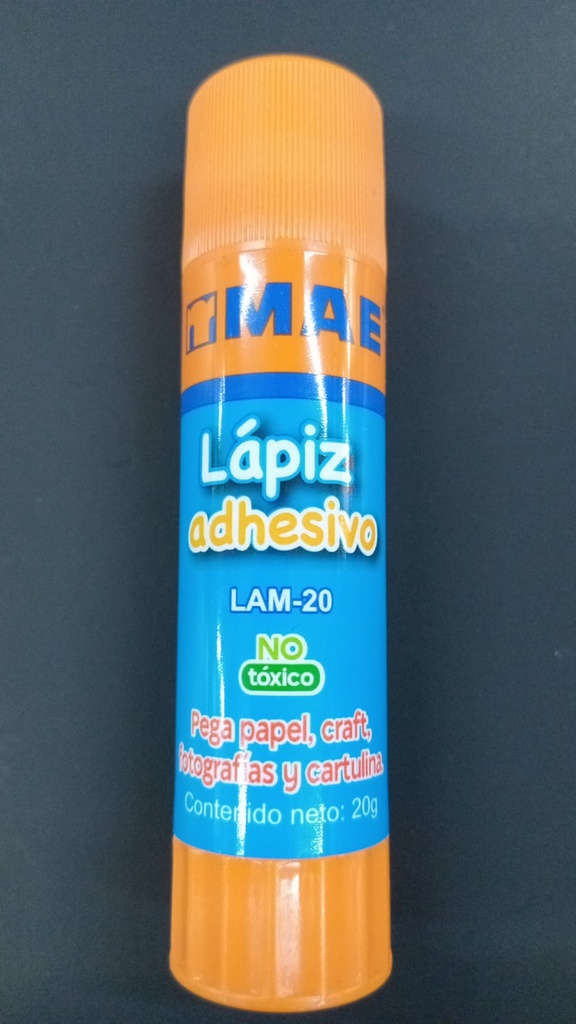 MAE
Lápiz
adhesivo
LAM-20
NO
tóxico
Pega papel, craft,
fotografías y cartulina.
Contenido neto: 20g